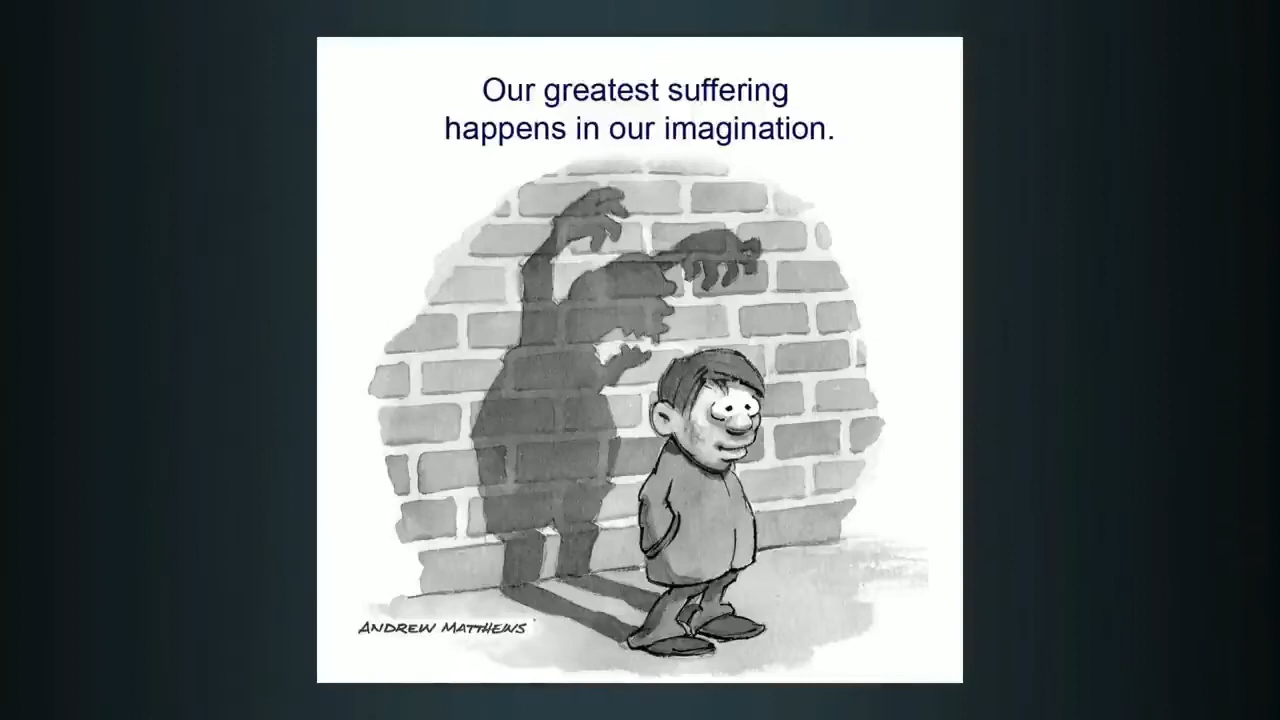 Our greatest suffering
happens in our imagination.
ANDREW MATTHEWS